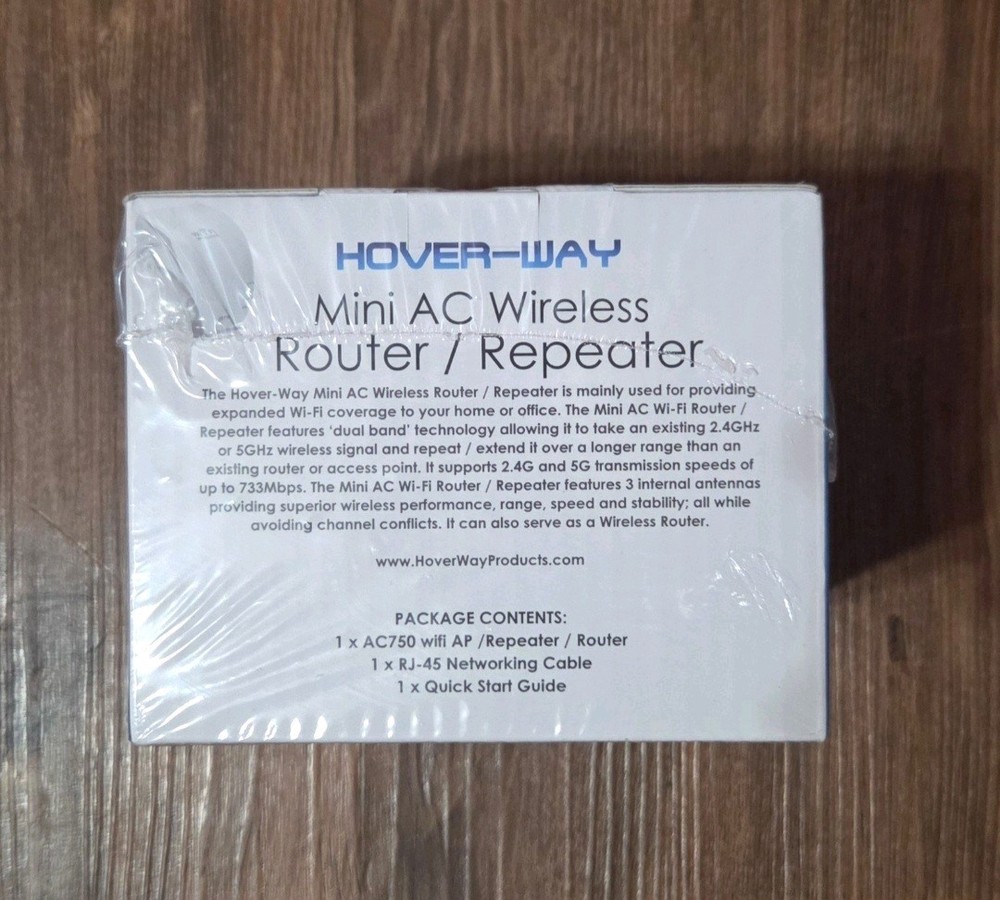 HOVER-WAY
Mini AC Wireless
Router / Repeater
The Hover-Way Mini AC Wireless Router / Repeater is mainly used for providing
expanded Wi-Fi coverage to your home or office. The Mini AC Wi-Fi Router /
Repeater features ‘dual band’ technology allowing it to take an existing 2.4GHz
or 5GHz wireless signal and repeat / extend it over a longer range than an
existing router or access point. It supports 2.4G and 5G transmission speeds of
up to 733Mbps. The Mini AC Wi-Fi Router / Repeater features 3 internal antennas
providing superior wireless performance, range, speed and stability; all while
avoiding channel conflicts. It can also serve as a Wireless Router.
www.HoverWayProducts.com
PACKAGE CONTENTS:
1 x AC750 wifi AP /Repeater / Router
1 x RJ-45 Networking Cable
1 x Quick Start Guide